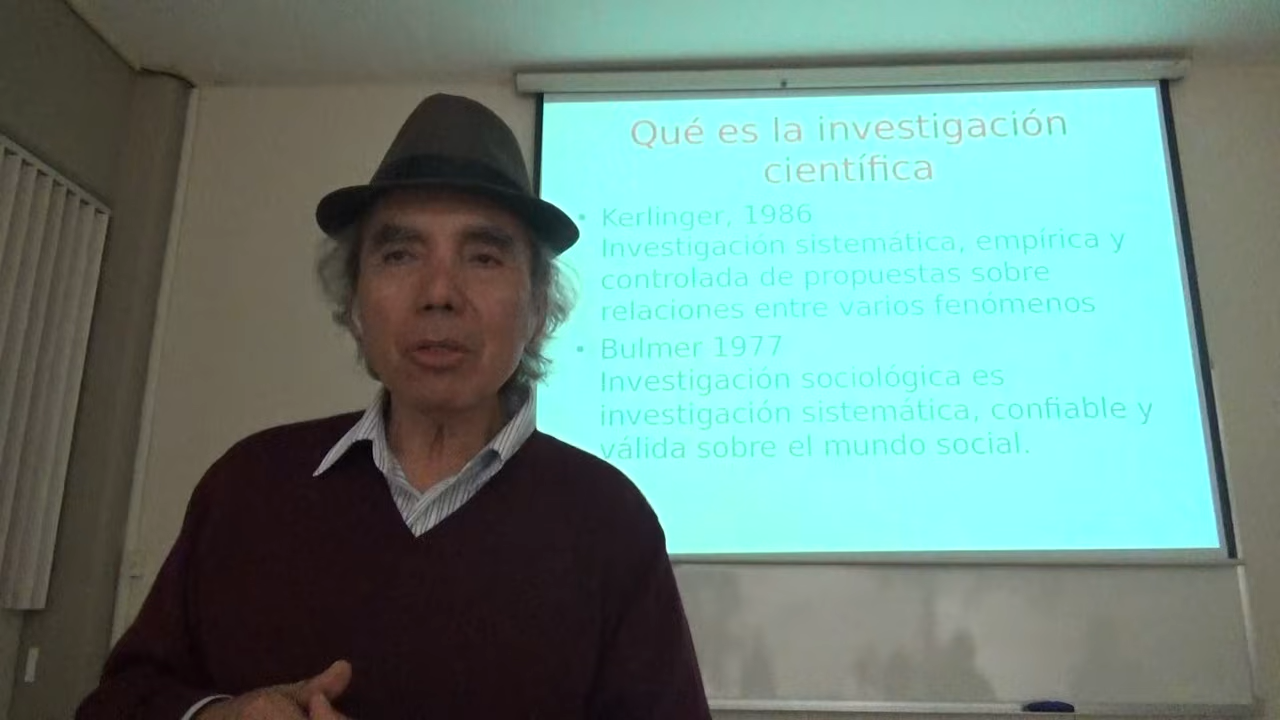 Qué es la investigación
científica
• Kerlinger, 1986
Investigación sistemática, empírica y
controlada de propuestas sobre
relaciones entre varios fenómenos
• Bulmer 1977
Investigación sociológica es
investigación sistemática, confiable y
válida sobre el mundo social.